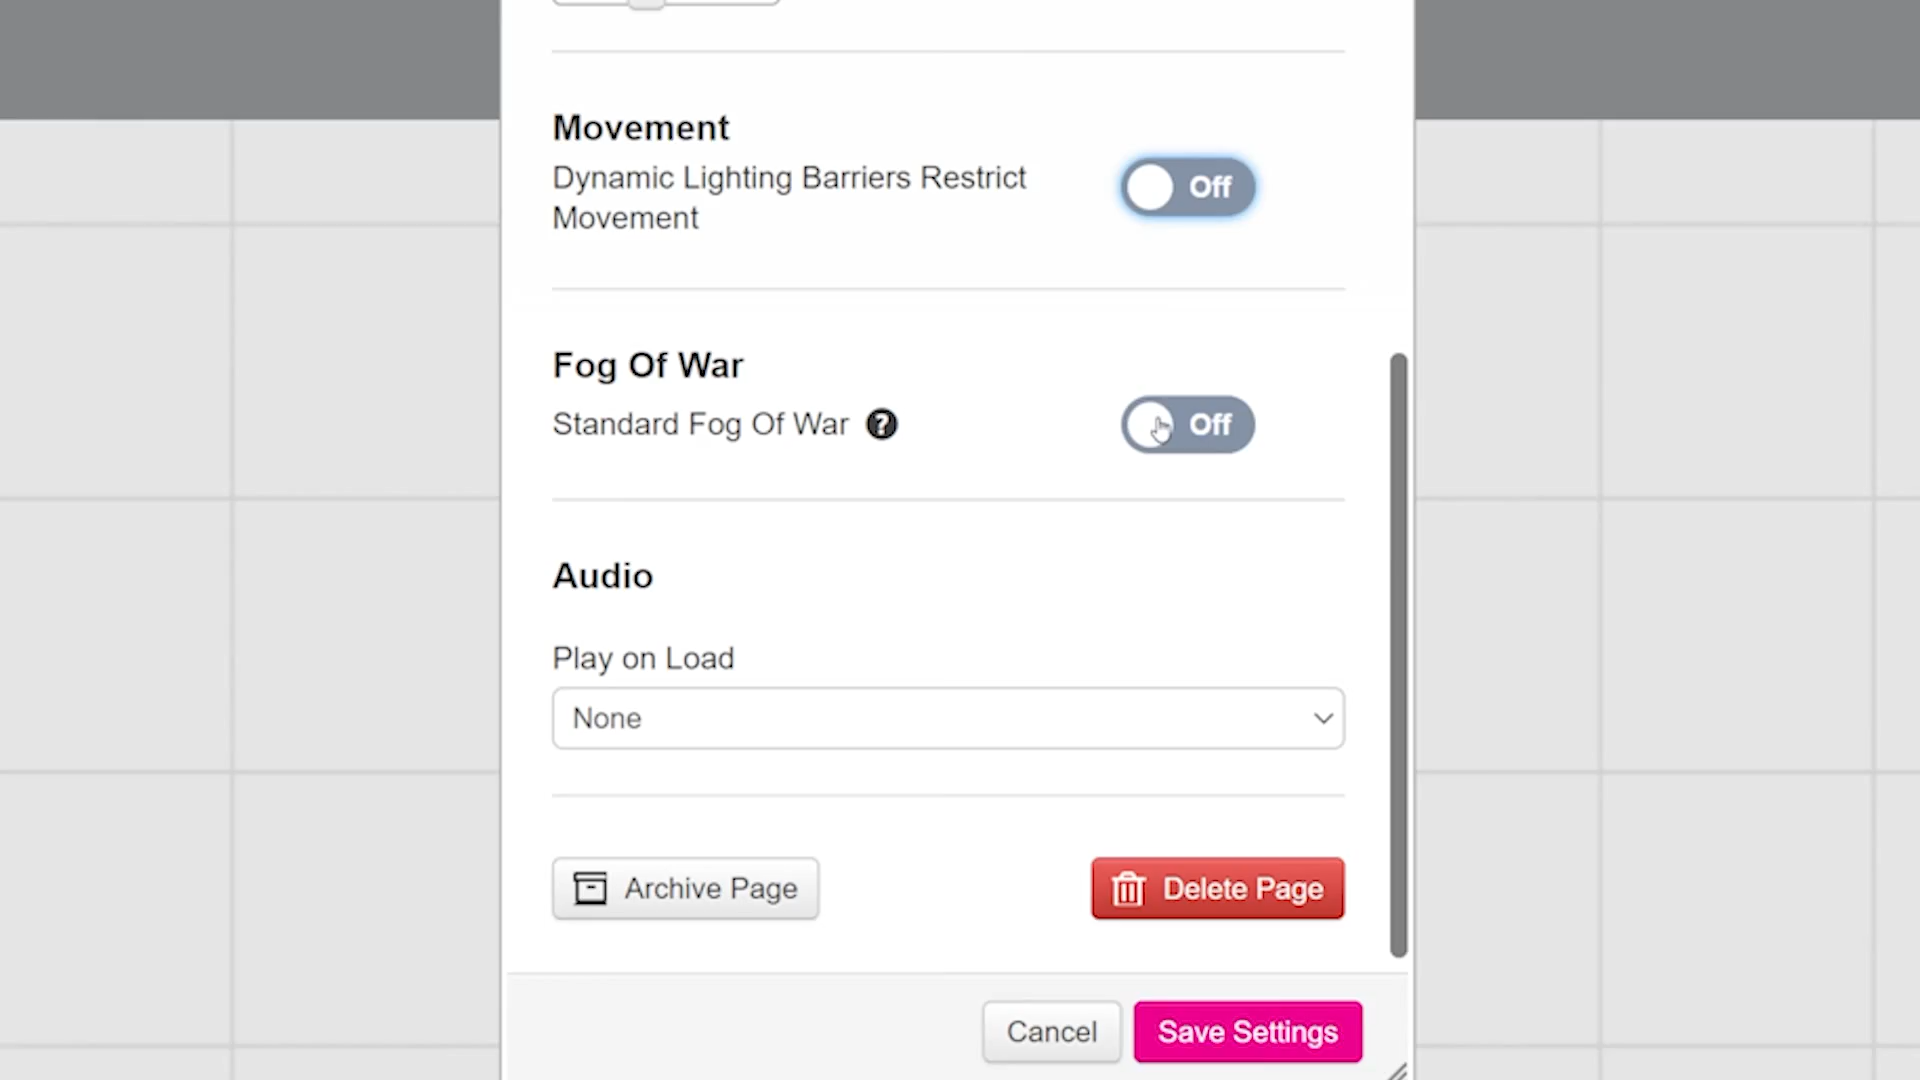 Movement
Dynamic Lighting Barriers Restrict
Movement
Off
Fog Of War
Standard Fog Of War ?
Off
Audio
Play on Load
None
Archive Page
Delete Page
Cancel
Save Settings